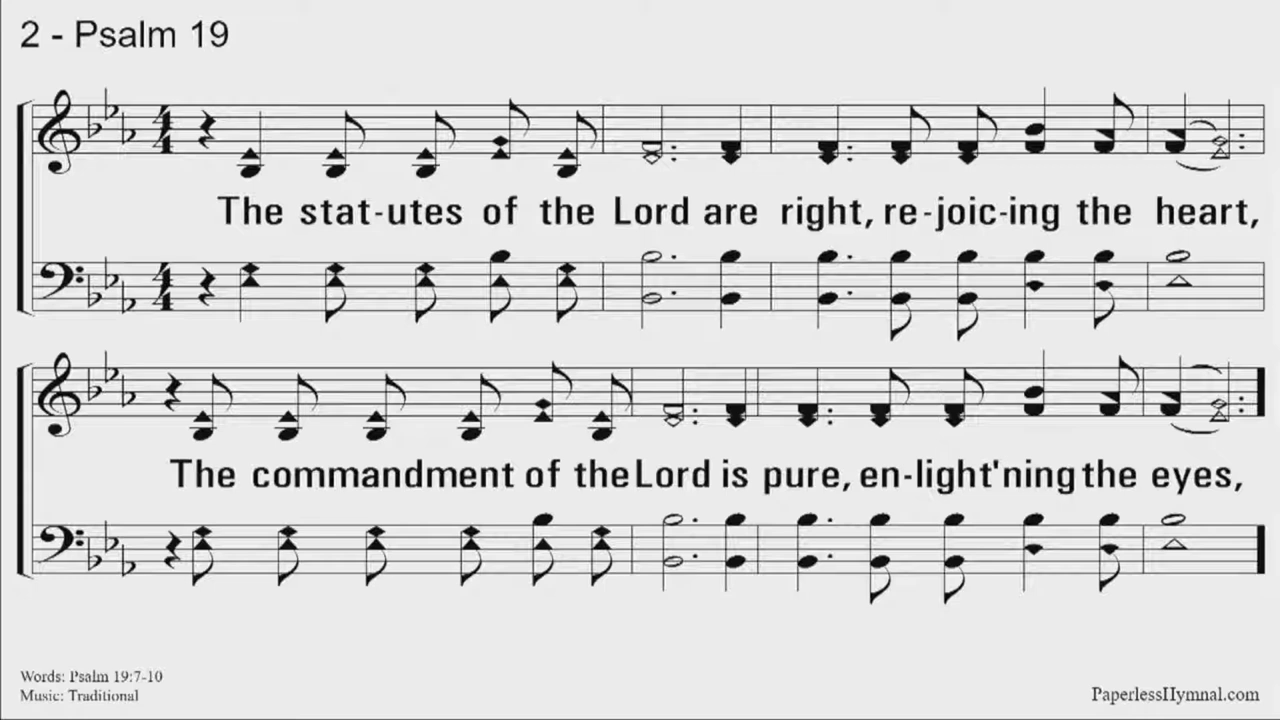 2 - Psalm 19
The stat-utes of the Lord are right, re-joic-ing the heart,
The commandment of the Lord is pure, en-light'ning the eyes,
Words: Psalm 19:7-10
Music: Traditional
PaperlessHymnal.com